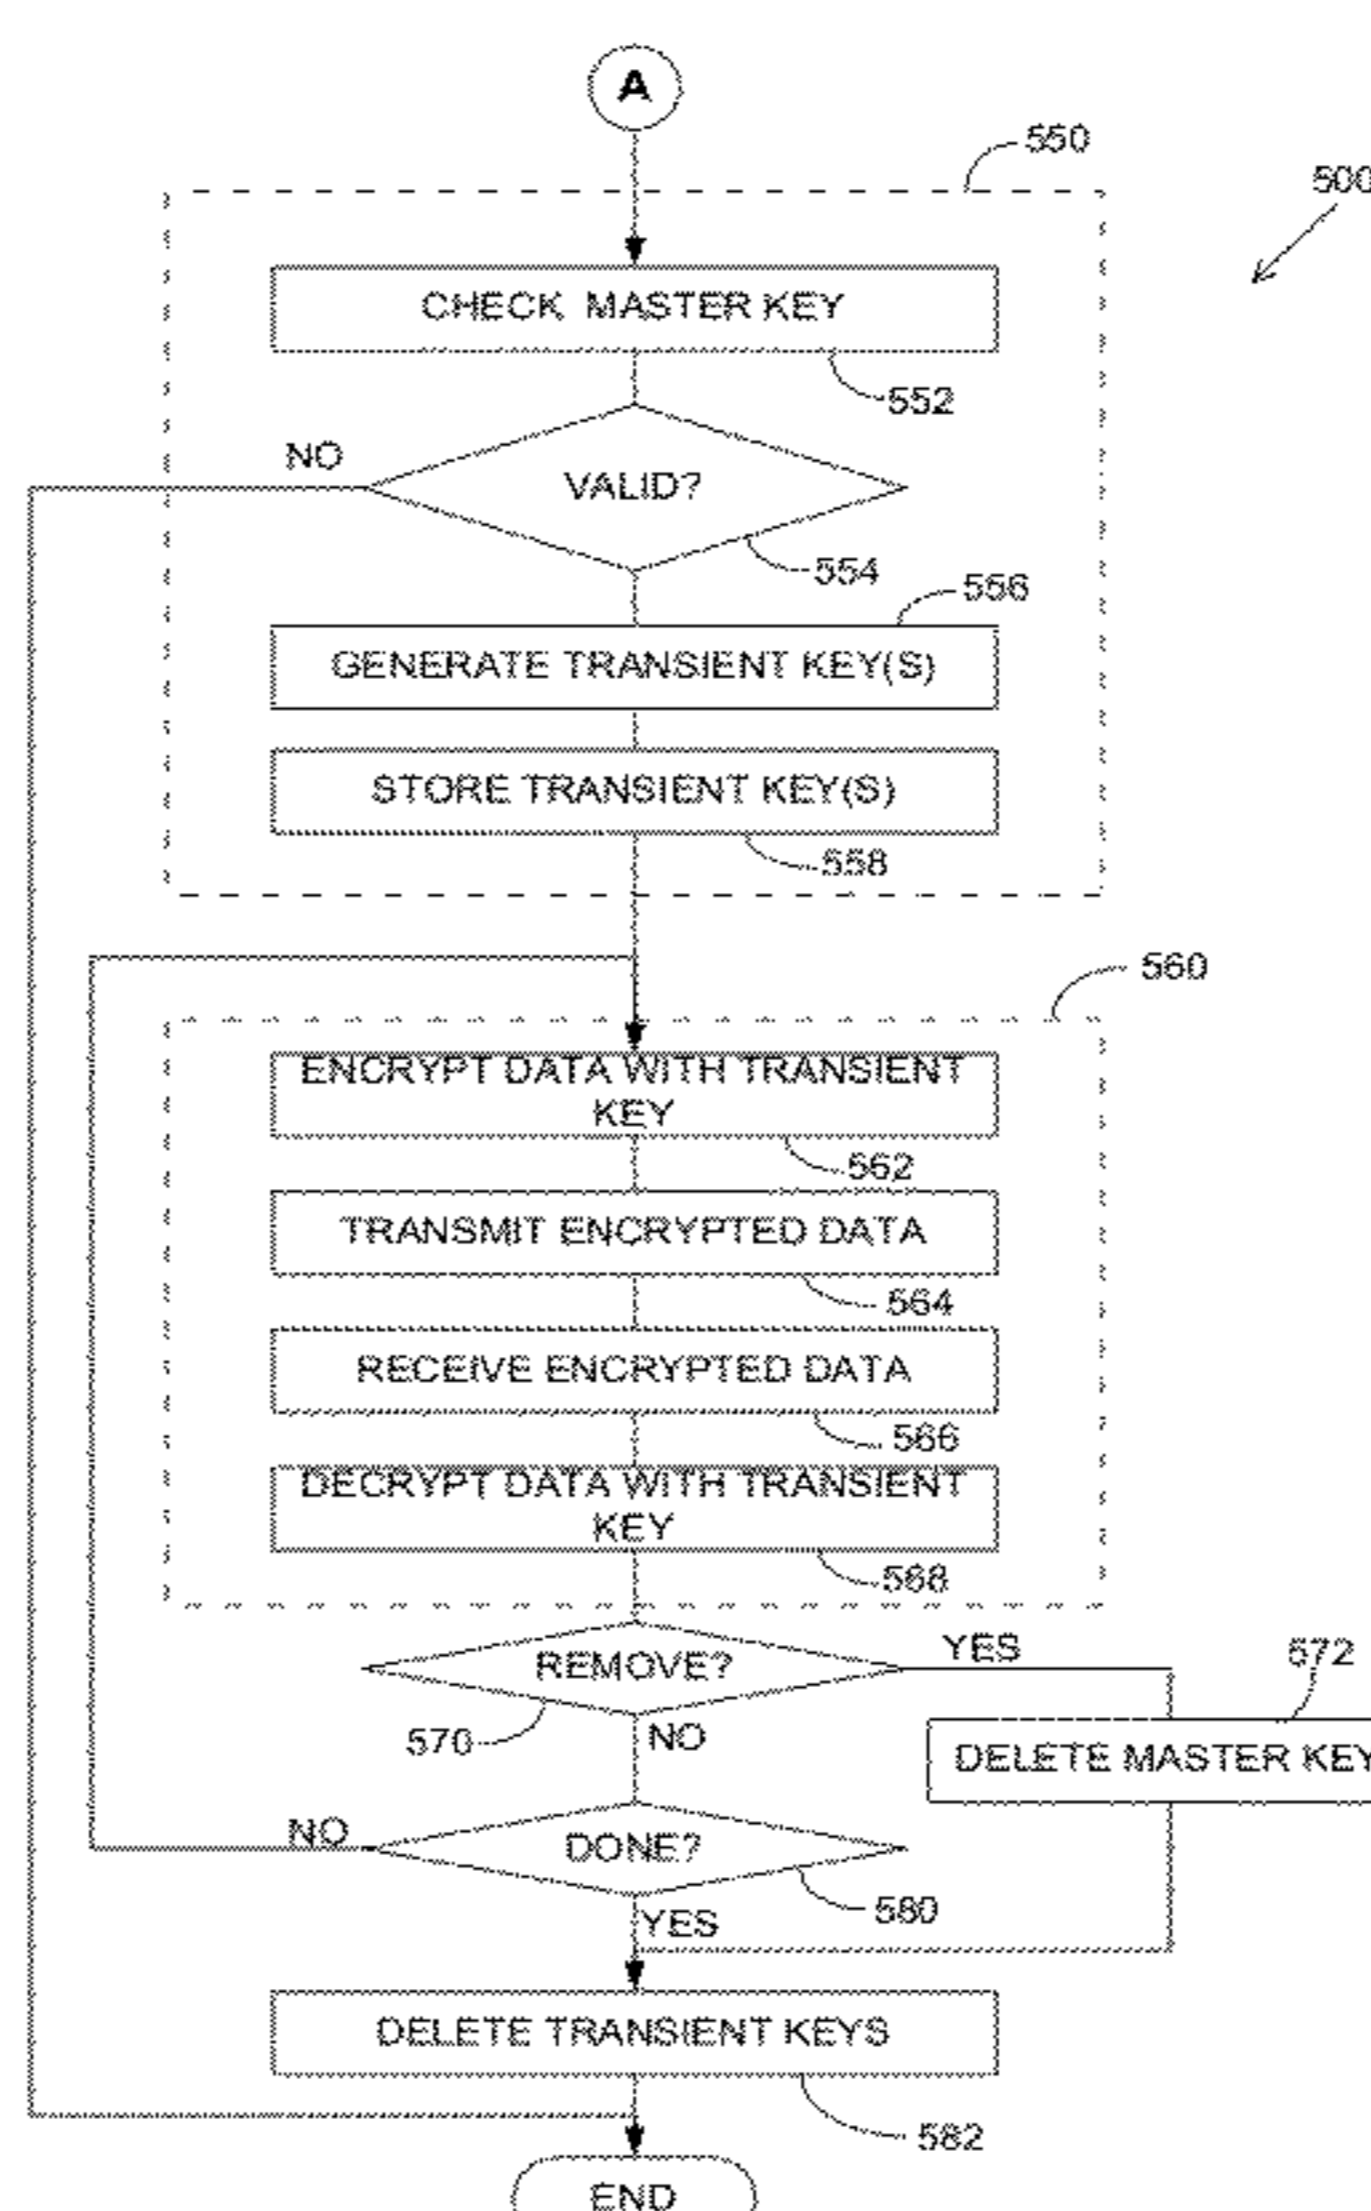 A
550
500
CHECK MASTER KEY
552
NO
VALID?
554
556
GENERATE TRANSIENT KEY(S)
STORE TRANSIENT KEY(S)
558
560
ENCRYPT DATA WITH TRANSIENT
KEY
562
TRANSMIT ENCRYPTED DATA
564
RECEIVE ENCRYPTED DATA
566
DECRYPT DATA WITH TRANSIENT
KEY
568
REMOVE?
YES
572
570
NO
DELETE MASTER KEY
NO
DONE?
580
YES
DELETE TRANSIENT KEYS
582
END